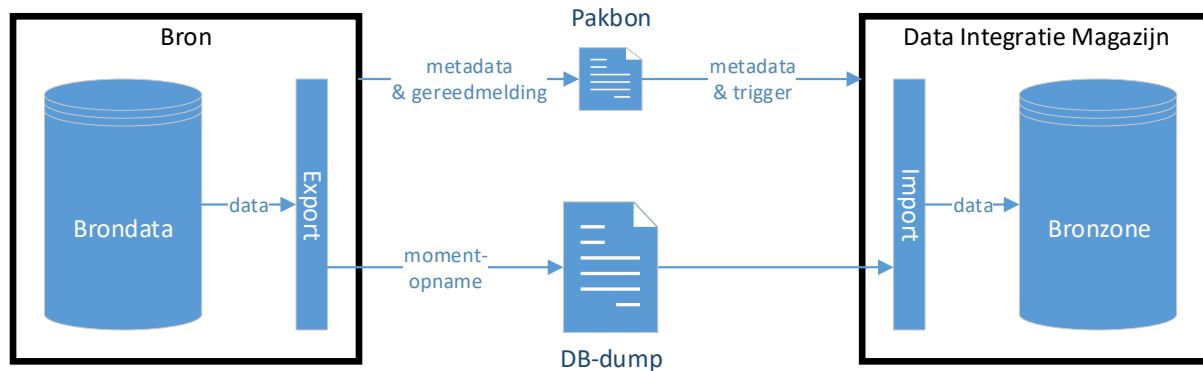 Bron
Pakbon
Data Integratie Magazijn
metadata
& gereedmelding
metadata
& trigger
Brondata
data
Export
Import
data
Bronzone
moment-
opname
DB-dump